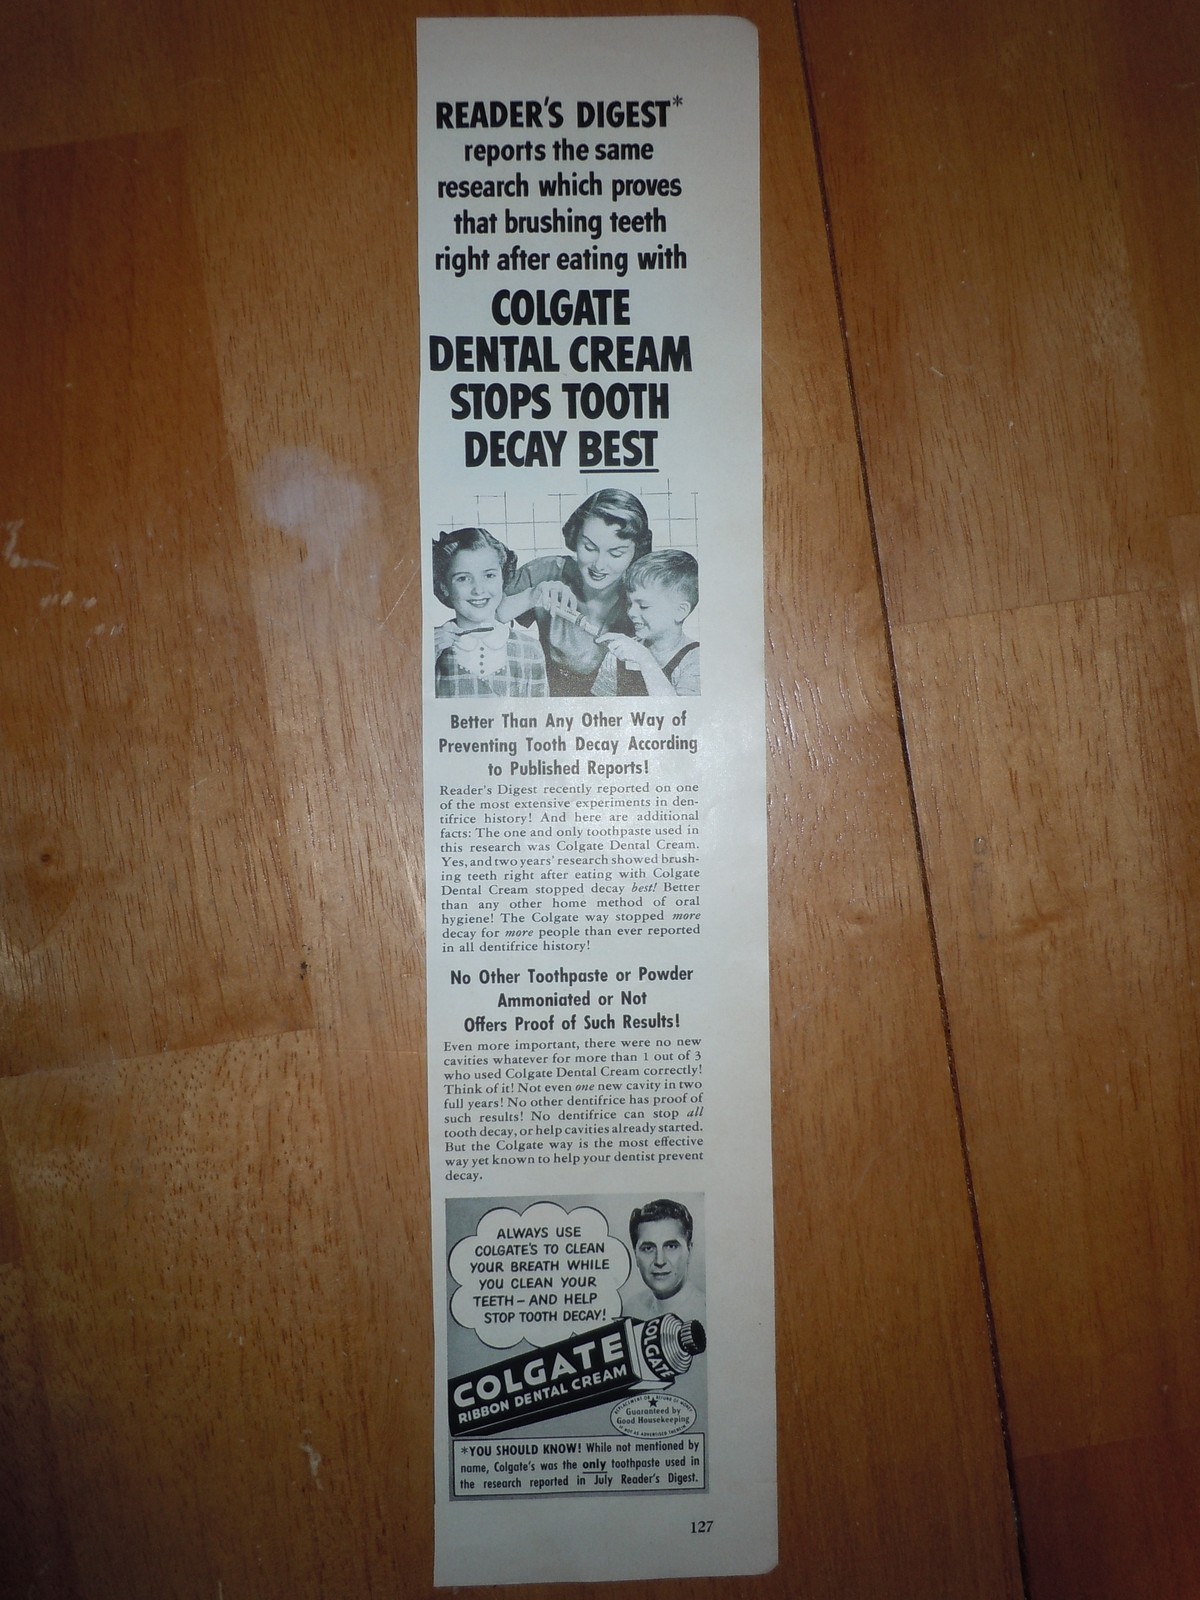 READER'S DIGEST*
reports the same
research which proves
that brushing teeth
right after eating with
COLGATE
DENTAL CREAM
STOPS TOOTH
DECAY BEST
Better Than Any Other Way of
Preventing Tooth Decay According
to Published Reports!
Reader's Digest recently reported on one
of the most extensive experiments in den-
tifrice history! And here are additional
facts: The one and only toothpaste used in
this research was Colgate Dental Cream.
Yes, and two years' research showed brush-
ing teeth right after eating with Colgate
Dental Cream stopped decay best! Better
than any other home method of oral
hygiene! The Colgate way stopped more
decay for more people than ever reported
in all dentifrice history!
No Other Toothpaste or Powder
Ammoniated or Not
Offers Proof of Such Results!
Even more important, there were no new
cavities whatever for more than 1 out of 3
who used Colgate Dental Cream correctly!
Think of it! Not even one new cavity in two
full years! No other dentifrice has proof of
such results! No dentifrice can stop all
tooth decay, or help cavities already started.
But the Colgate way is the most effective
way yet known to help your dentist prevent
decay.
ALWAYS USE
COLGATE'S TO CLEAN
YOUR BREATH WHILE
YOU CLEAN YOUR
TEETH – AND HELP
STOP TOOTH DECAY!
COLGATE
COLGATE
RIBBON DENTAL CREAM
REPLACEMENT OR REFUND OF MONEY
Guaranteed by
Good Housekeeping
IF NOT AS ADVERTISED THEREIN
*YOU SHOULD KNOW! While not mentioned by
name, Colgate's was the only toothpaste used in
the research reported in July Reader's Digest.
127